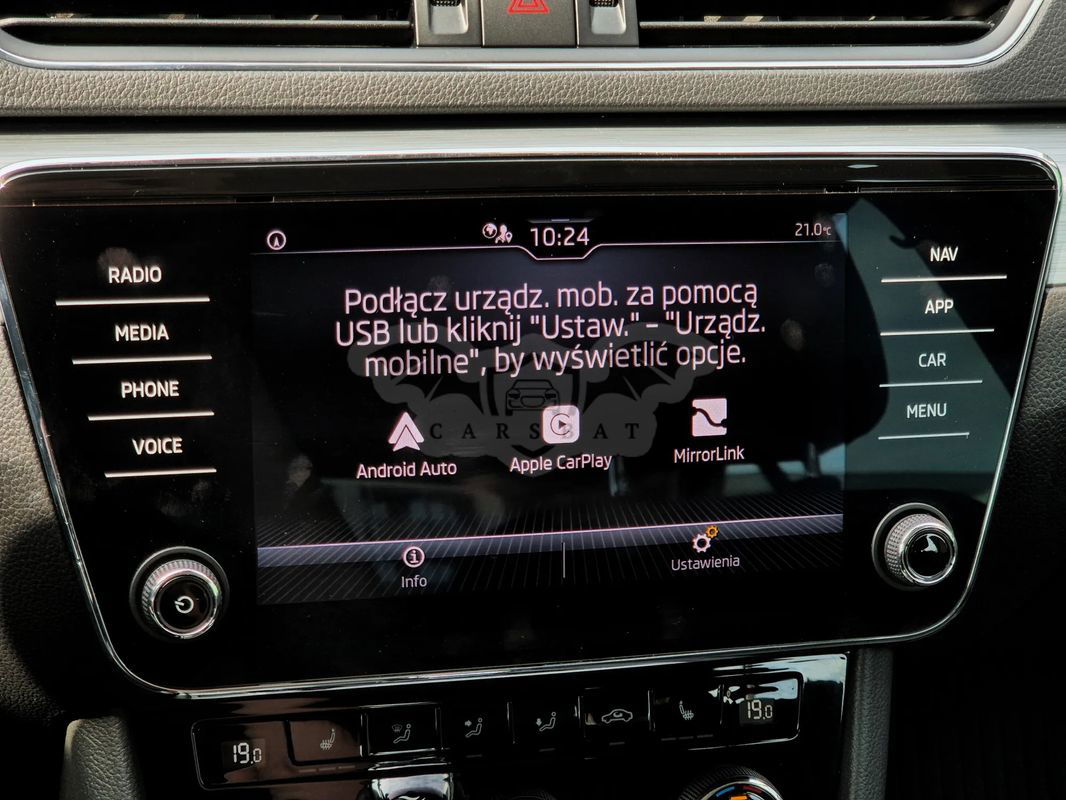 10:24
21.0°C
RADIO
MEDIA
PHONE
VOICE
Podłącz urządz. mob. za pomocą
USB lub kliknij "Ustaw." - "Urządz.
mobilne", by wyświetlić opcje.
CARSBAT
Android Auto
Apple CarPlay
MirrorLink
Info
Ustawienia
NAV
APP
CAR
MENU
19.0
19.0